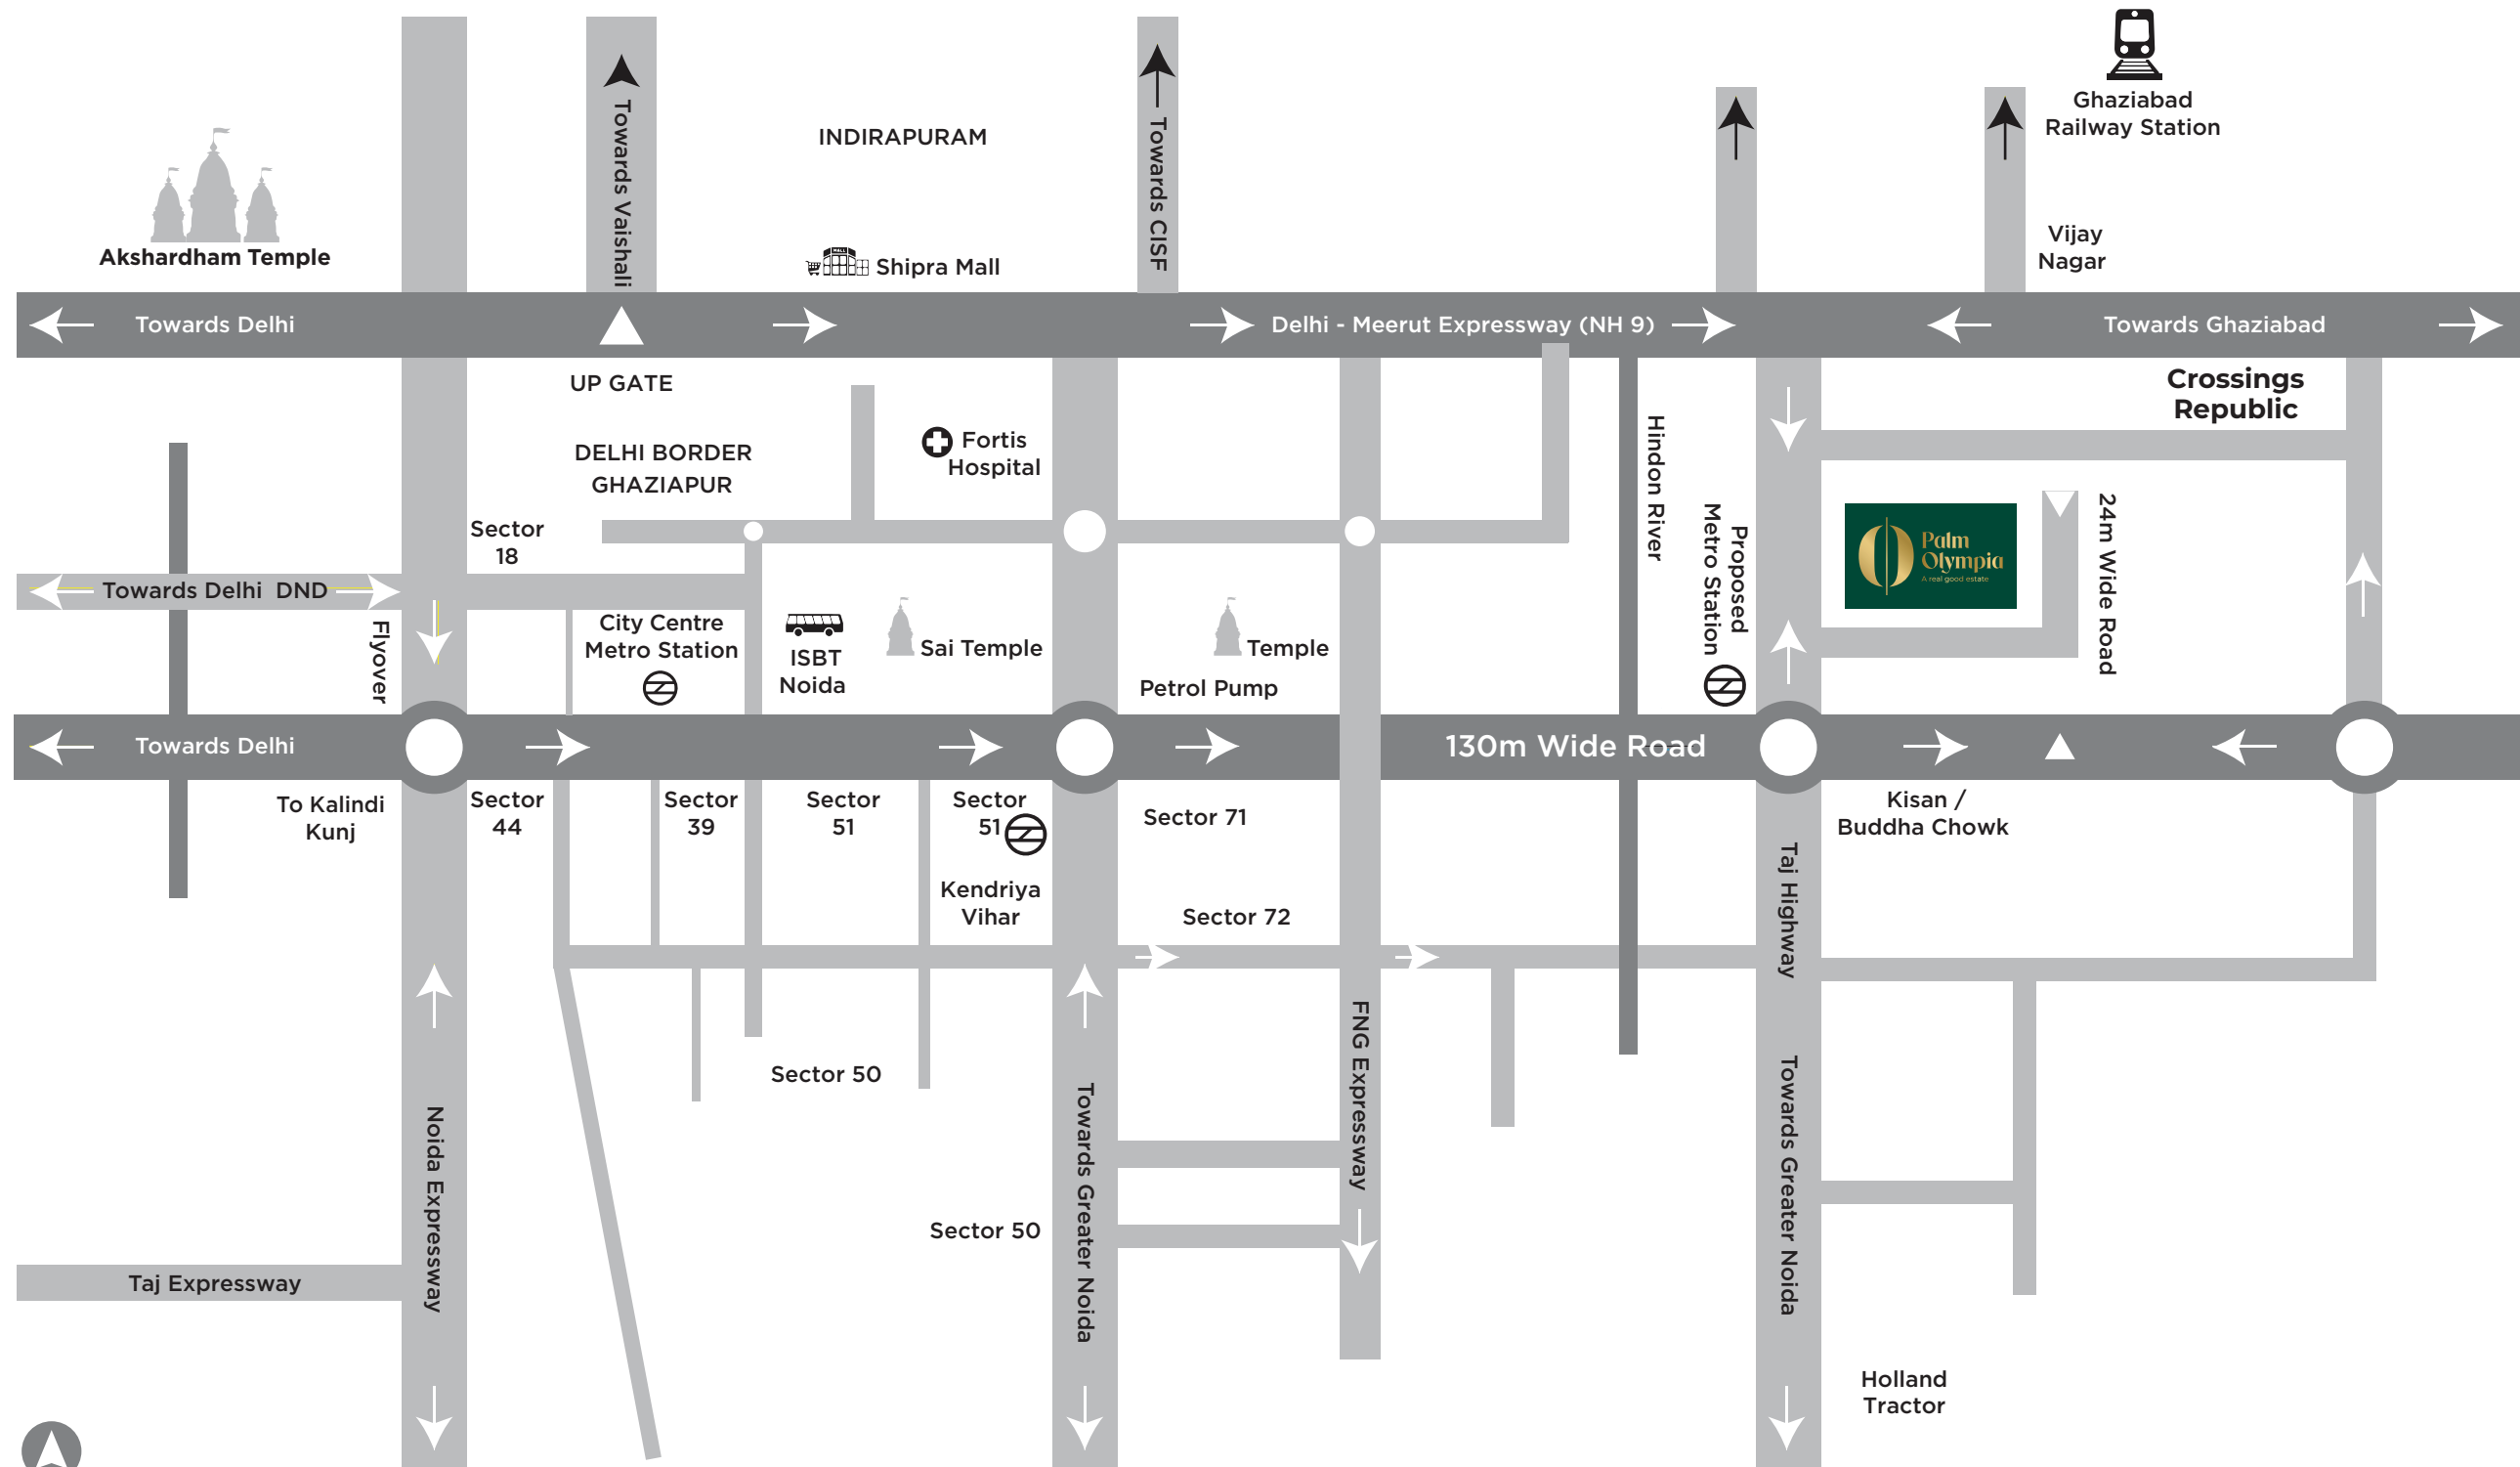 Ghaziabad
Railway Station
Towards Vaishali
INDIRAPURAM
Towards CISF
Vijay
Nagar
Akshardham Temple
MALL
Shipra Mall
Towards Delhi
Delhi - Meerut Expressway (NH 9)
Towards Ghaziabad
UP GATE
Crossings
Republic
DELHI BORDER
GHAZIAPUR
Fortis
Hospital
Hindon River
Sector
18
Proposed
Metro Station
Palm
Olympia
A real good estate
24m Wide Road
Towards Delhi DND
Flyover
City Centre
Metro Station
ISBT
Noida
Sai Temple
Temple
Petrol Pump
Towards Delhi
130m Wide Road
To Kalindi
Kunj
Sector
44
Sector
39
Sector
51
Sector
51
Sector 71
Kisan /
Buddha Chowk
Kendriya
Vihar
Sector 72
Taj Highway
FNG Expressway
Sector 50
Noida Expressway
Towards Greater Noida
Towards Greater Noida
Sector 50
Taj Expressway
Holland
Tractor